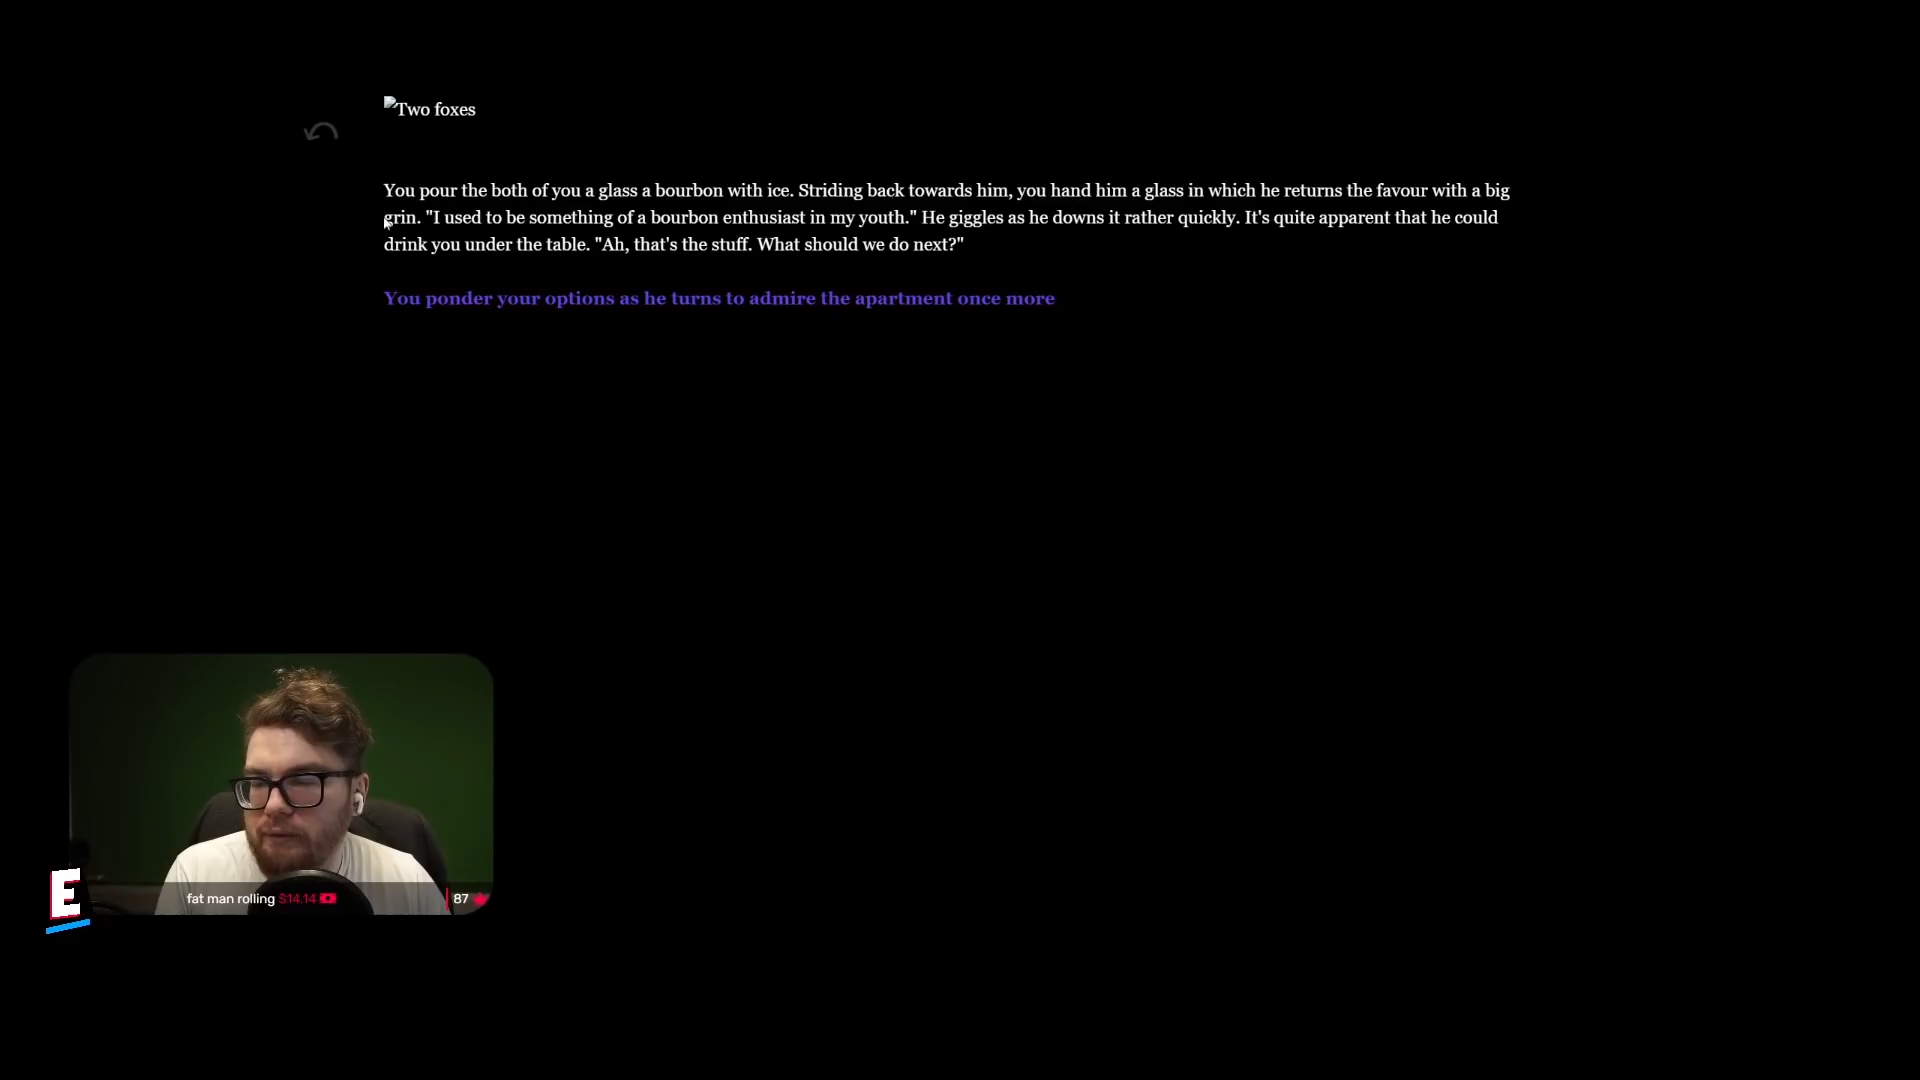 Two foxes
You pour the both of you a glass a bourbon with ice. Striding back towards him, you hand him a glass in which he returns the favour with a big
grin. "I used to be something of a bourbon enthusiast in my youth." He giggles as he downs it rather quickly. It's quite apparent that he could
drink you under the table. "Ah, that's the stuff. What should we do next?"
You ponder your options as he turns to admire the apartment once more
fat man rolling $14.14 87
E